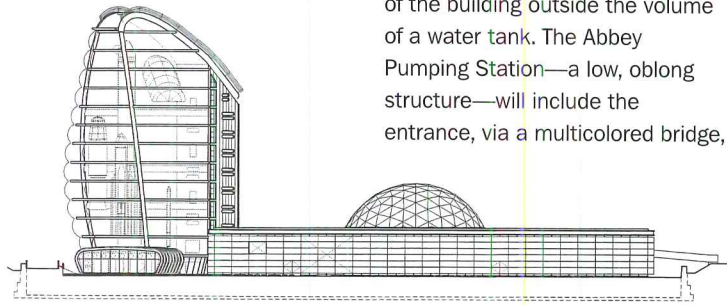 of the building outside the volume
of a water tank. The Abbey
Pumping Station—a low, oblong
structure—will include the
entrance, via a multicolored bridge,